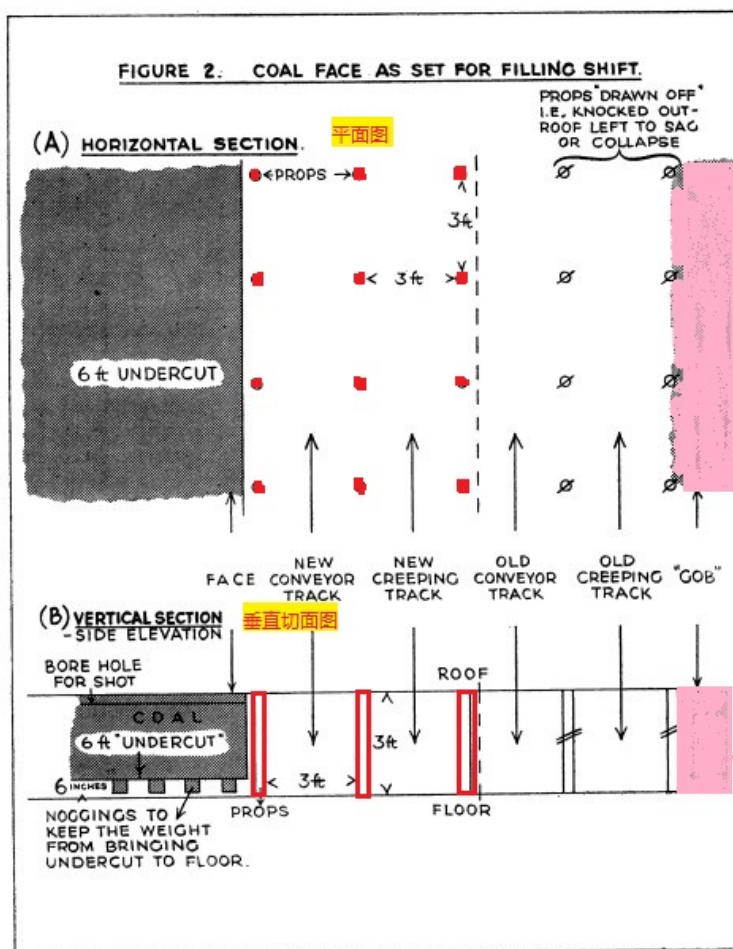 FIGURE 2. COAL FACE AS SET FOR FILLING SHIFT.
PROPS "DRAWN OFF"
I.E. KNOCKED OUT-
ROOF LEFT TO SAG
OR COLLAPSE
(A) HORIZONTAL SECTION.
平面图
PROPS
3ft
3ft
6 ft UNDERCUT
FACE
NEW
CONVEYOR
TRACK
NEW
CREEPING
TRACK
OLD
CONVEYOR
TRACK
OLD
CREEPING
TRACK
"GOB"
(B) VERTICAL SECTION
- SIDE ELEVATION
垂直切面图
BORE HOLE
FOR SHOT
ROOF
COAL
6ft "UNDERCUT"
3ft
3ft
6 INCHES
PROPS
FLOOR
NOGGINGS TO
KEEP THE WEIGHT
FROM BRINGING
UNDERCUT TO FLOOR.